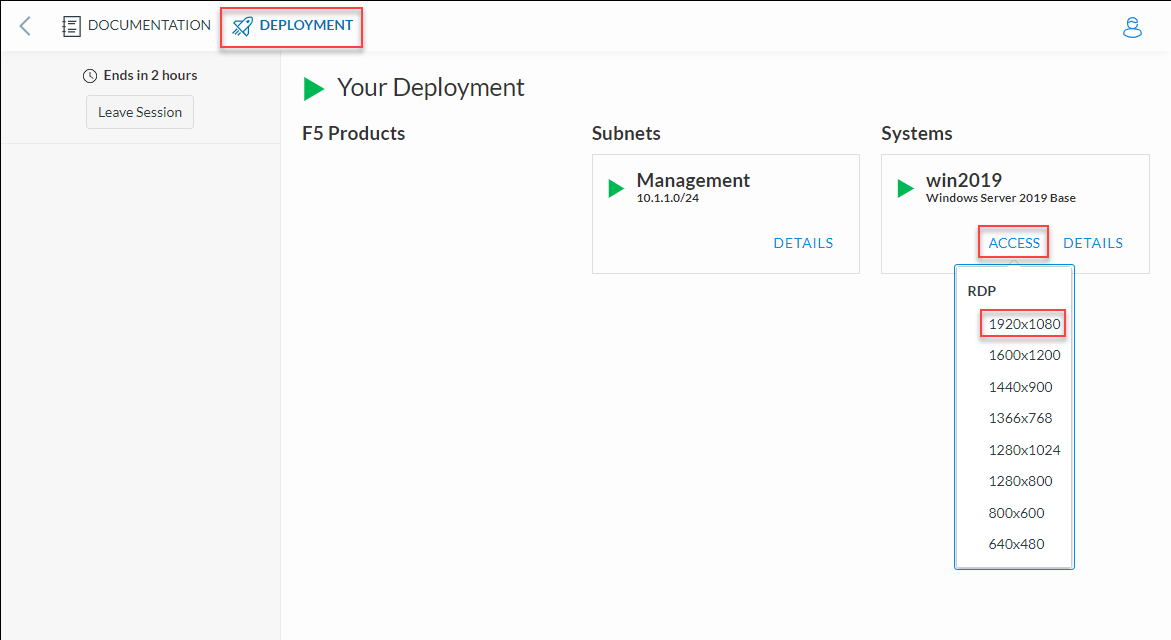 DOCUMENTATION
DEPLOYMENT
Ends in 2 hours
Leave Session
Your Deployment
F5 Products
Subnets
Management
10.1.1.0/24
DETAILS
Systems
win2019
Windows Server 2019 Base
ACCESS
DETAILS
RDP
1920x1080
1600x1200
1440x900
1366x768
1280x1024
1280x800
800x600
640x480